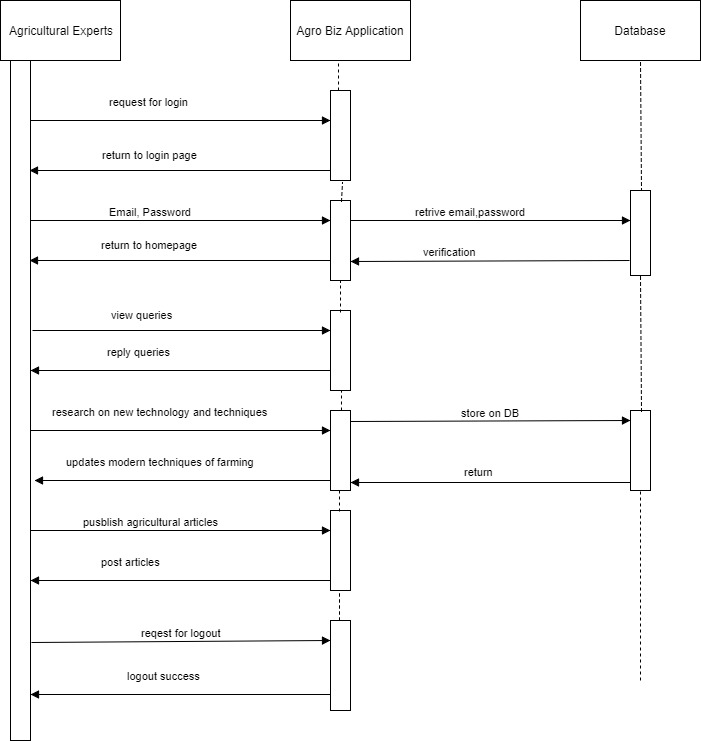 Agricultural Experts
Agro Biz Application
Database
request for login
return to login page
Email, Password
retrive email,password
return to homepage
verification
view queries
reply queries
research on new technology and techniques
store on DB
updates modern techniques of farming
return
pusblish agricultural articles
post articles
reqest for logout
logout success